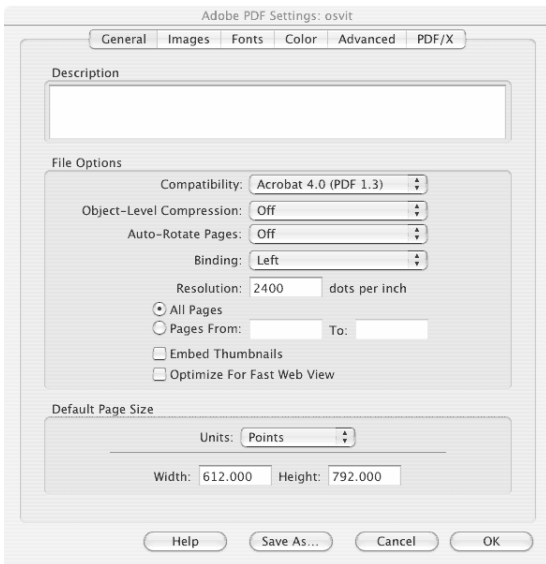 Adobe PDF Settings: osvit
General Images Fonts Color Advanced PDF/X
Description
File Options
Compatibility: Acrobat 4.0 (PDF 1.3)
Object-Level Compression: Off
Auto-Rotate Pages: Off
Binding: Left
Resolution: 2400 dots per inch
All Pages
Pages From: To:
Embed Thumbnails
Optimize For Fast Web View
Default Page Size
Units: Points
Width: 612.000 Height: 792.000
Help Save As... Cancel OK